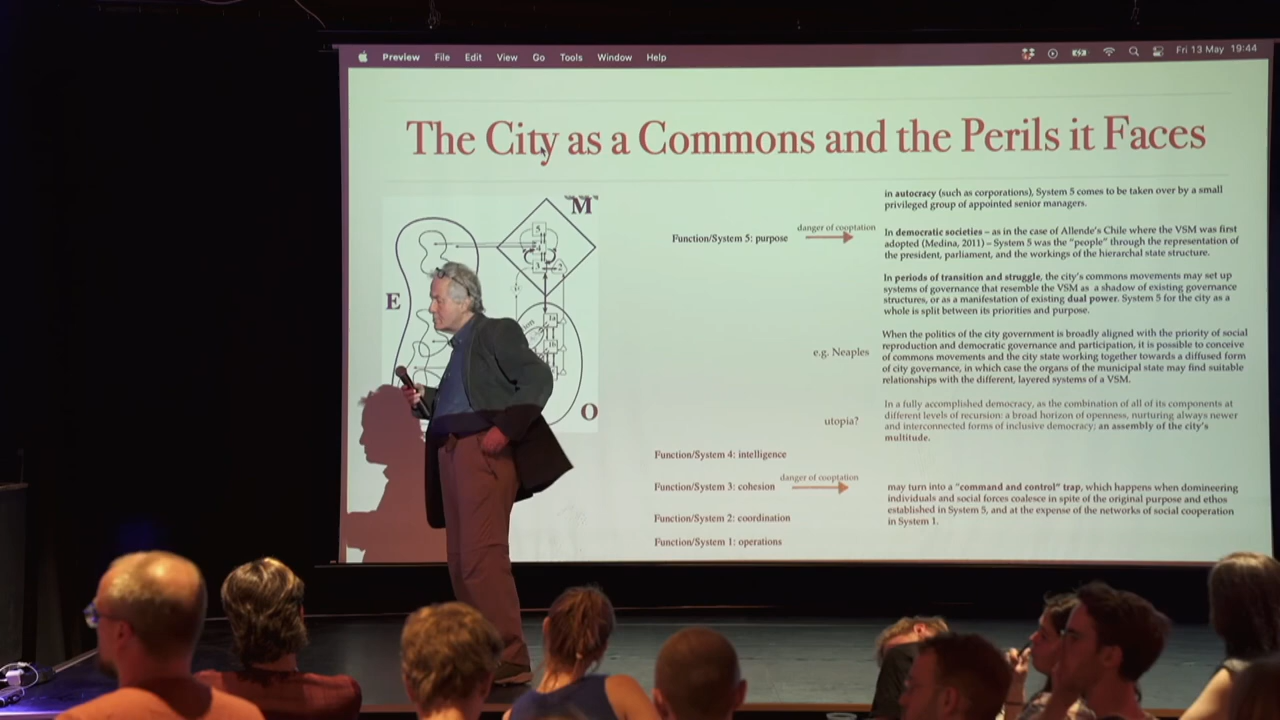 Preview File Edit View Go Tools Window Help Fri 13 May 19:44
The City as a Commons and the Perils it Faces
M
E
O
5
3
2
1a
1b
Function/System 5: purpose
danger of cooptation
in autocracy (such as corporations), System 5 comes to be taken over by a small
privileged group of appointed senior managers.
In democratic societies – as in the case of Allende's Chile where the VSM was first
adopted (Medina, 2011) – System 5 was the "people" through the representation of
the president, parliament, and the workings of the hierarchal state structure.
In periods of transition and struggle, the city's commons movements may set up
systems of governance that resemble the VSM as a shadow of existing governance
structures, or as a manifestation of existing dual power. System 5 for the city as a
whole is split between its priorities and purpose.
e.g. Neaples
When the politics of the city government is broadly aligned with the priority of social
reproduction and democratic governance and participation, it is possible to conceive
of commons movements and the city state working together towards a diffused form
of city governance, in which case the organs of the municipal state may find suitable
relationships with the different, layered systems of a VSM.
utopia?
In a fully accomplished democracy, as the combination of all of its components at
different levels of recursion: a broad horizon of openness, nurturing always newer
and interconnected forms of inclusive democracy; an assembly of the city's
multitude.
Function/System 4: intelligence
Function/System 3: cohesion
danger of cooptation
may turn into a "command and control" trap, which happens when domineering
individuals and social forces coalesce in spite of the original purpose and ethos
established in System 5, and at the expense of the networks of social cooperation
in System 1.
Function/System 2: coordination
Function/System 1: operations